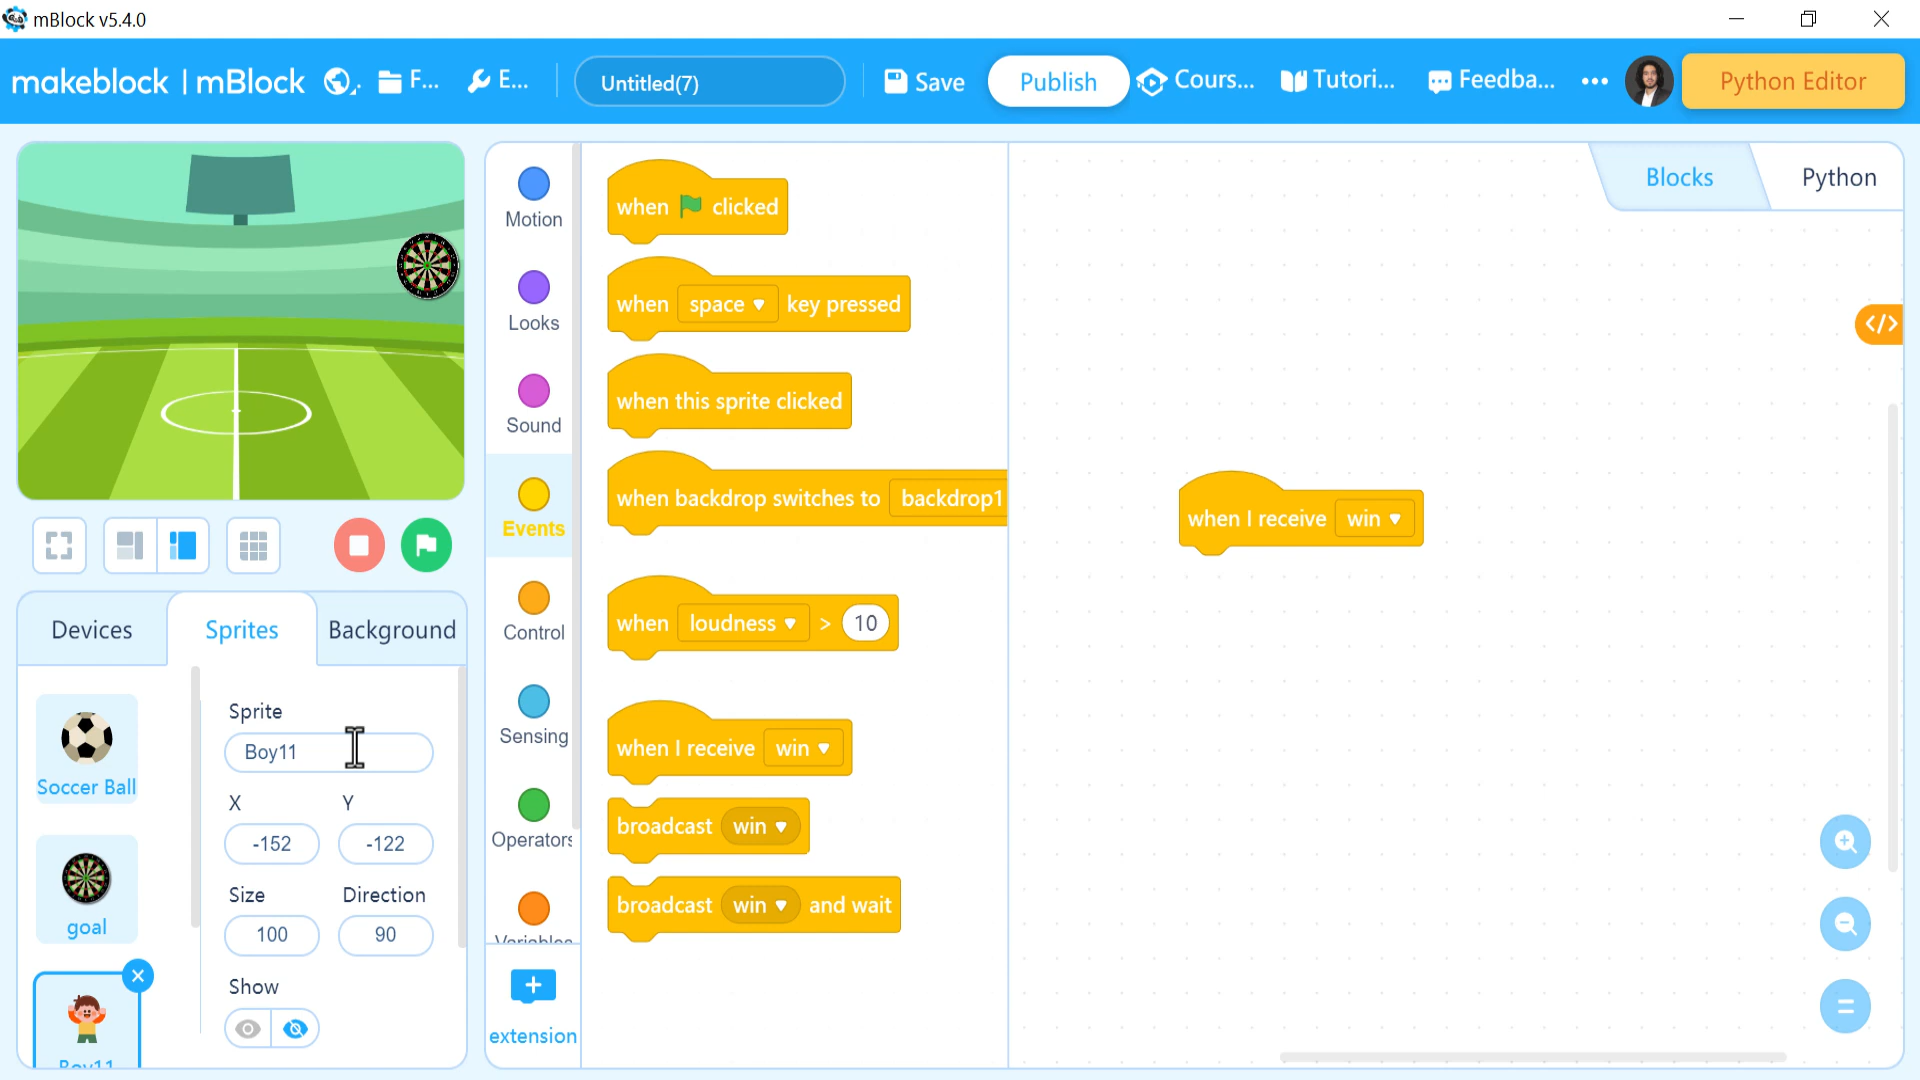 mBlock v5.4.0
makeblock | mBlock
F...
E...
Untitled(7)
Save
Publish
Cours...
Tutori...
Feedba...
Python Editor
Blocks
Python
Motion
Looks
Sound
Events
Control
Sensing
Operators
Variables
extension
when clicked
when space key pressed
when this sprite clicked
when backdrop switches to backdrop1
when loudness > 10
when I receive win
broadcast win
broadcast win and wait
when I receive win
Devices
Sprites
Background
Soccer Ball
goal
Boy11
Sprite
Boy11
X Y
-152 -122
Size Direction
100 90
Show